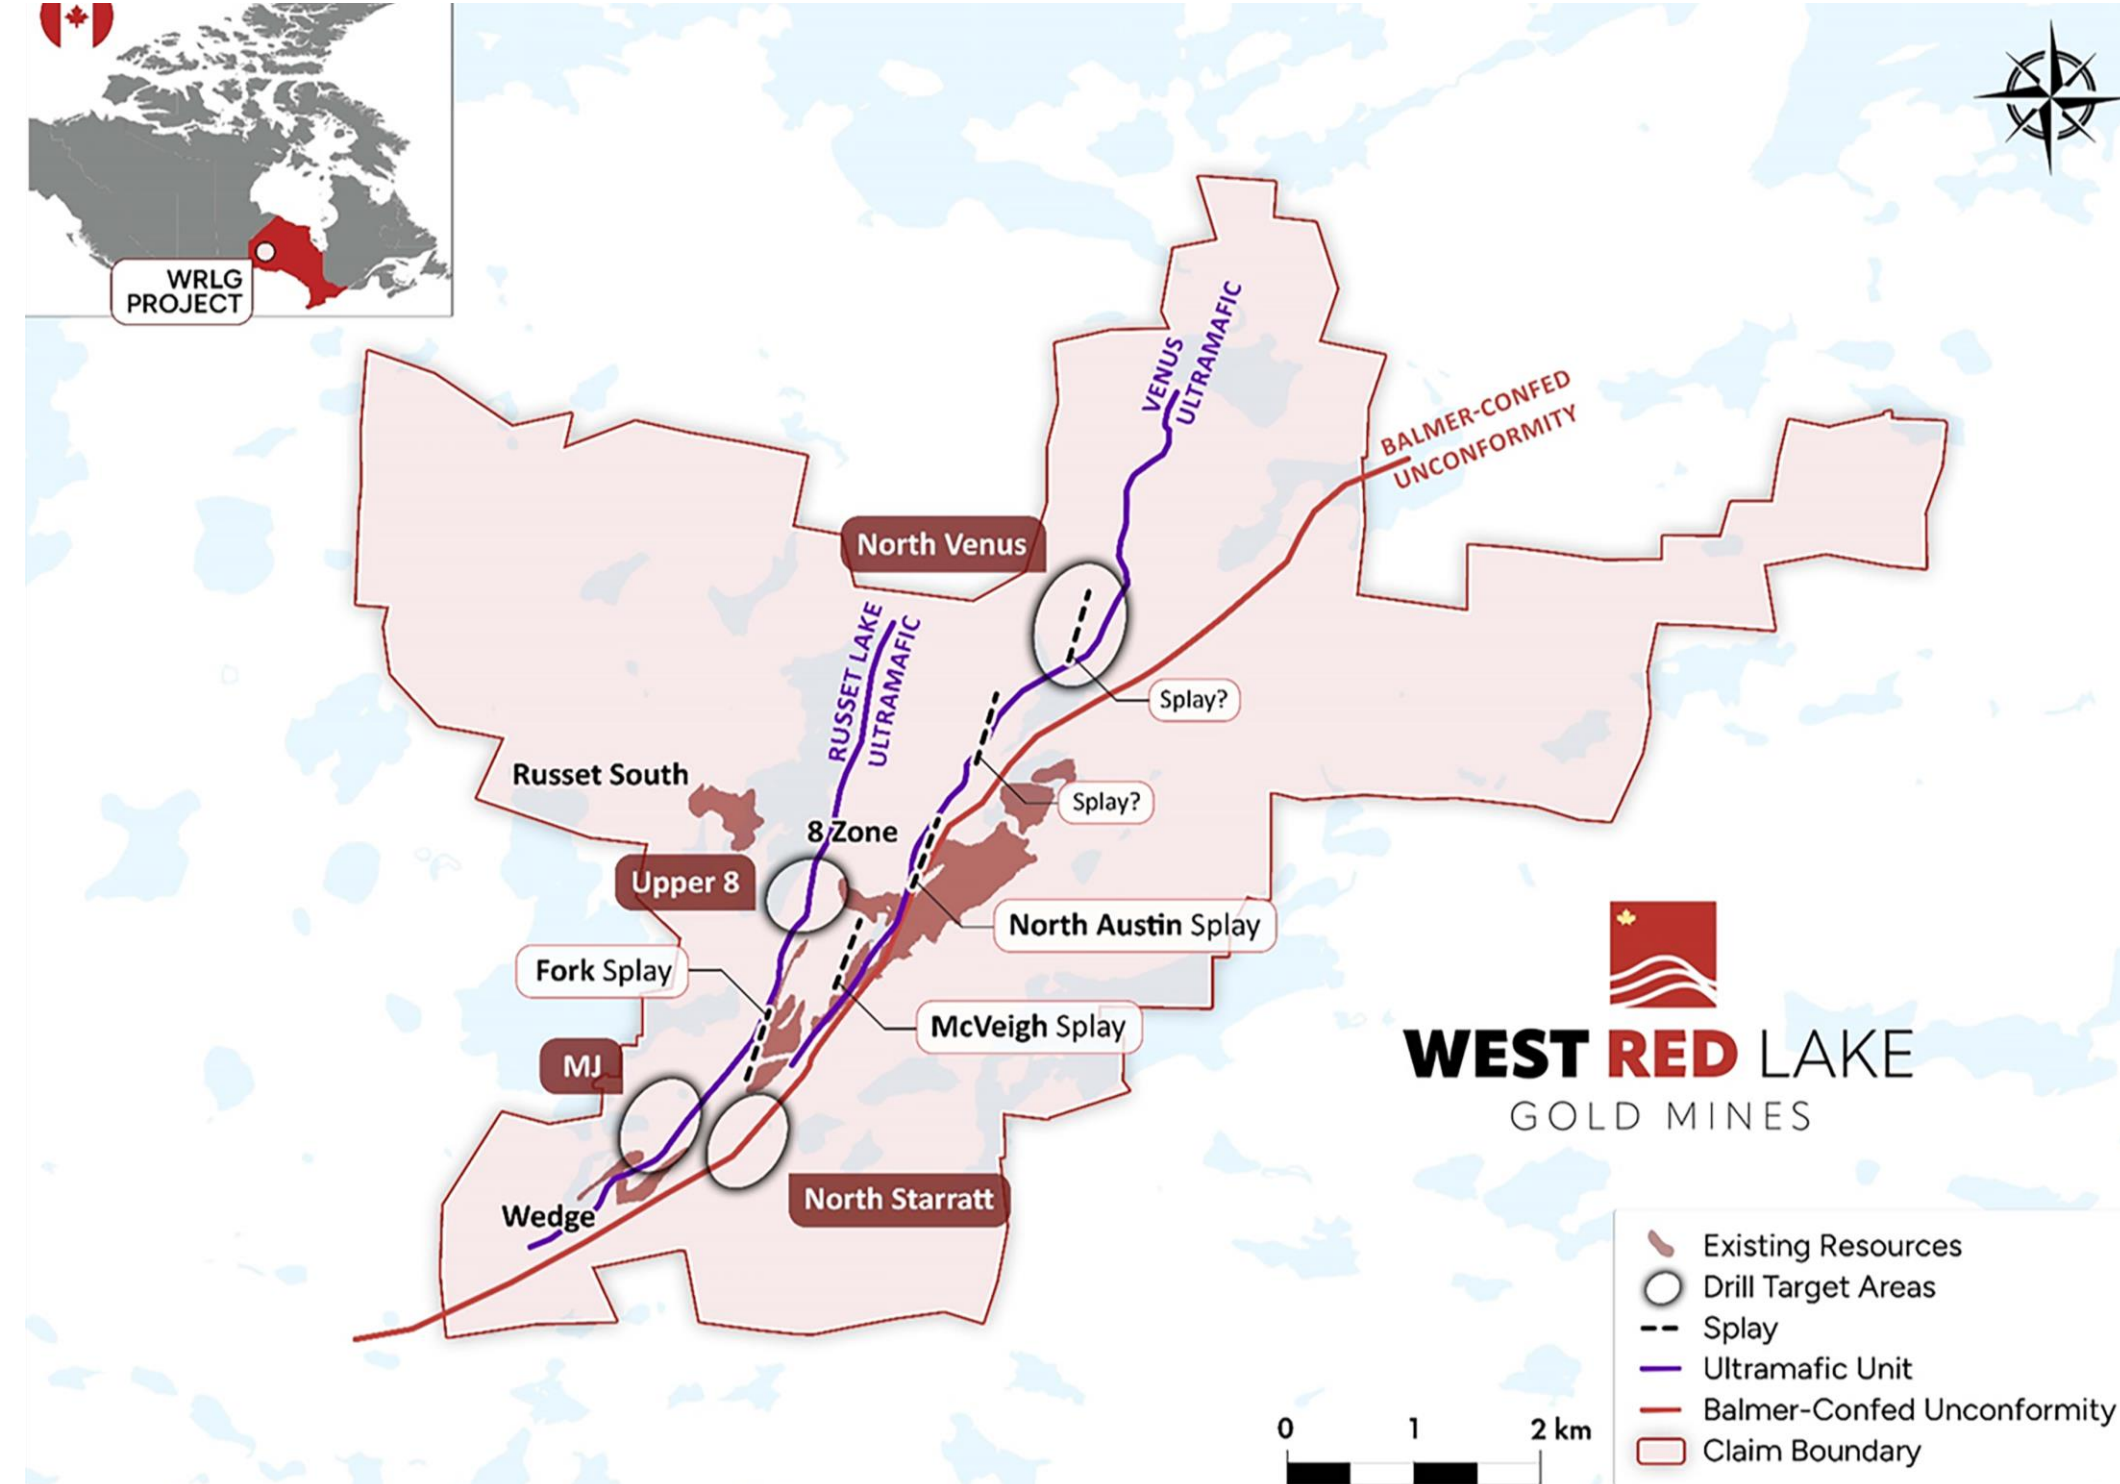 WRLG
PROJECT
VENUS
ULTRAMAFIC
BALMER-CONFED
UNCONFORMITY
North Venus
RUSSET LAKE
ULTRAMAFIC
Splay?
Russet South
Splay?
8 Zone
Upper 8
North Austin Splay
Fork Splay
McVeigh Splay
MJ
North Starratt
Wedge
WEST RED LAKE
GOLD MINES
Existing Resources
Drill Target Areas
Splay
Ultramafic Unit
Balmer-Confed Unconformity
Claim Boundary
0 1 2 km